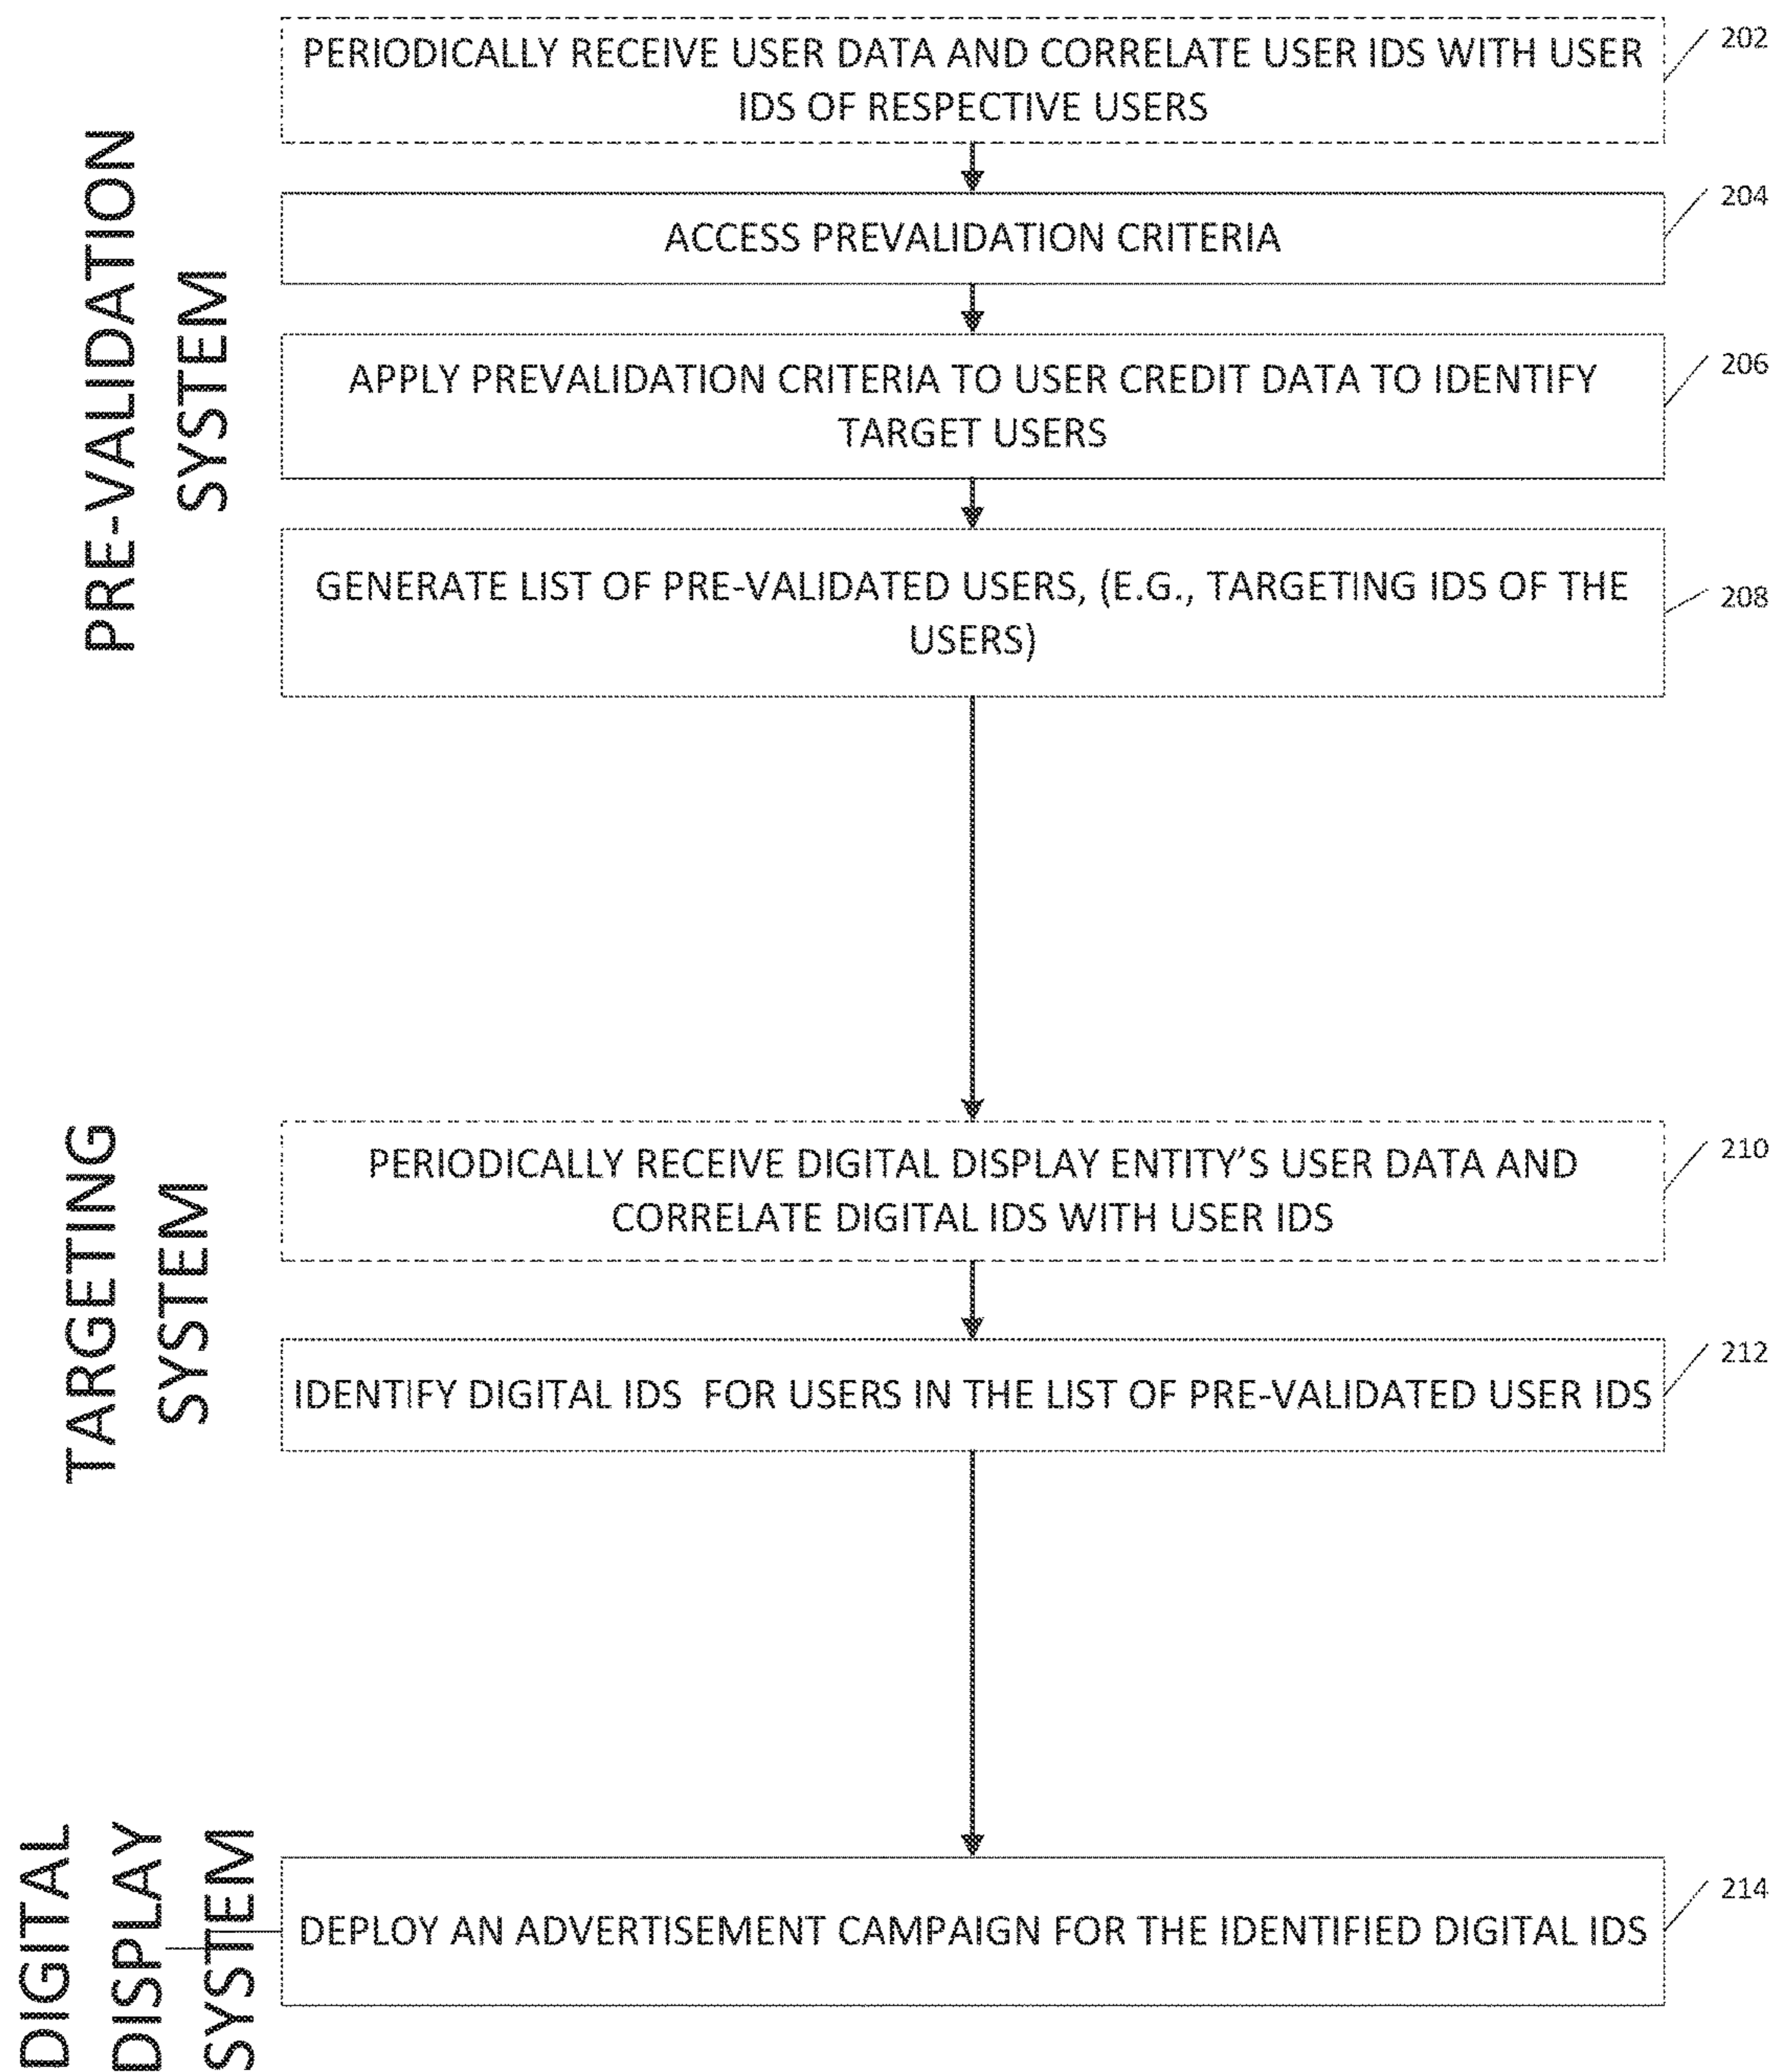 PERIODICALLY RECEIVE USER DATA AND CORRELATE USER IDS WITH USER
IDS OF RESPECTIVE USERS
202
ACCESS PREVALIDATION CRITERIA
204
APPLY PREVALIDATION CRITERIA TO USER CREDIT DATA TO IDENTIFY
TARGET USERS
206
GENERATE LIST OF PRE-VALIDATED USERS, (E.G., TARGETING IDS OF THE
USERS)
208
PRE-VALIDATION
SYSTEM
PERIODICALLY RECEIVE DIGITAL DISPLAY ENTITY'S USER DATA AND
CORRELATE DIGITAL IDS WITH USER IDS
210
IDENTIFY DIGITAL IDS FOR USERS IN THE LIST OF PRE-VALIDATED USER IDS
212
TARGETING
SYSTEM
DEPLOY AN ADVERTISEMENT CAMPAIGN FOR THE IDENTIFIED DIGITAL IDS
214
DIGITAL
DISPLAY
SYSTEM